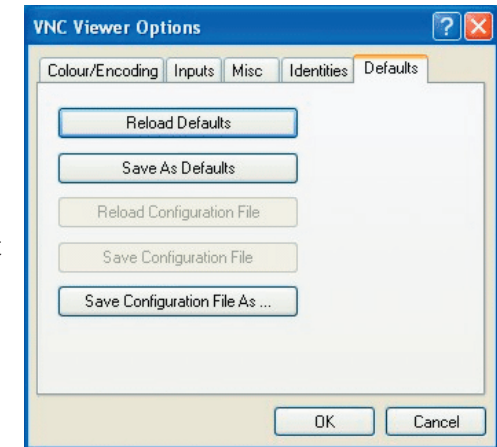 VNC Viewer Options
Colour/Encoding Inputs Misc Identities Defaults
Reload Defaults
Save As Defaults
Reload Configuration File
Save Configuration File
Save Configuration File As ...
OK Cancel